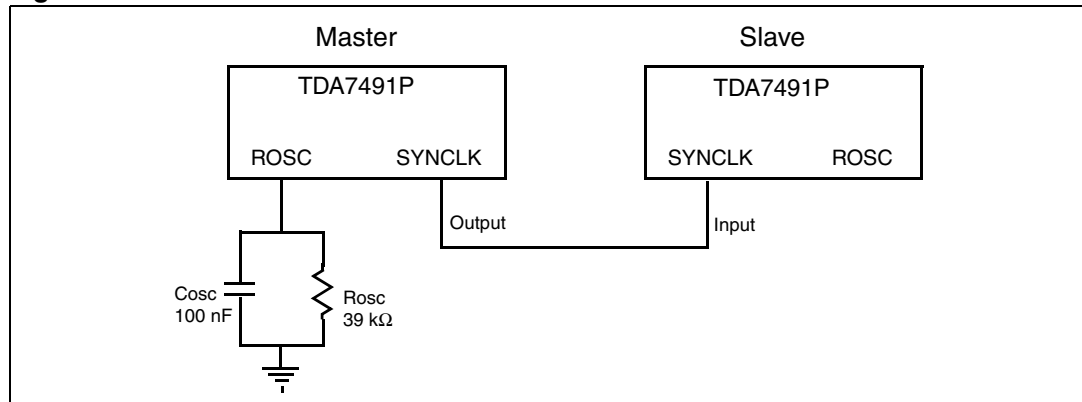 Master
Slave
TDA7491P
TDA7491P
ROSC SYNCLK
SYNCLK ROSC
Output
Input
Cosc
100 nF
Rosc
39 kΩ